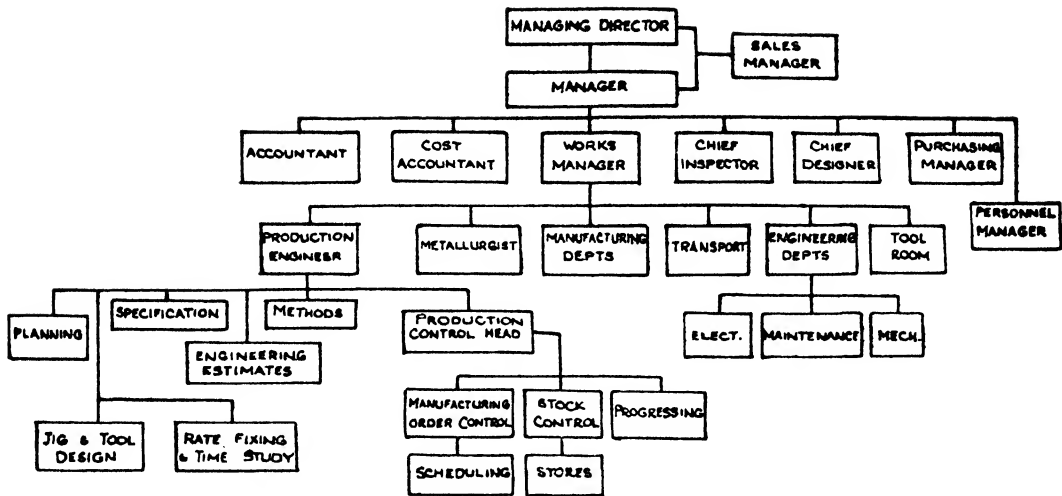 MANAGING DIRECTOR
SALES
MANAGER
MANAGER
ACCOUNTANT
COST
ACCOUNTANT
WORKS
MANAGER
CHIEF
INSPECTOR
CHIEF
DESIGNER
PURCHASING
MANAGER
PERSONNEL
MANAGER
PRODUCTION
ENGINEER
METALLURGIST
MANUFACTURING
DEPTS
TRANSPORT
ENGINEERING
DEPTS
TOOL
ROOM
PLANNING
SPECIFICATION
METHODS
ENGINEERING
ESTIMATES
PRODUCTION
CONTROL HEAD
ELECT.
MAINTENANCE
MECH.
JIG & TOOL
DESIGN
RATE FIXING
& TIME STUDY
MANUFACTURING
ORDER CONTROL
STOCK
CONTROL
PROGRESSING
SCHEDULING
STORES